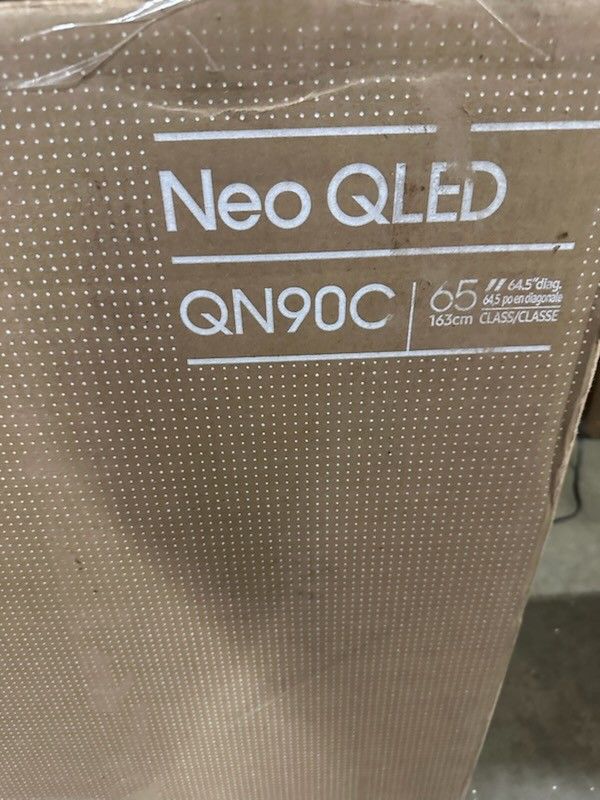 Neo QLED
QN90C
65 // 64.5"diag.
64,5 po en diagonale
163cm CLASS/CLASSE